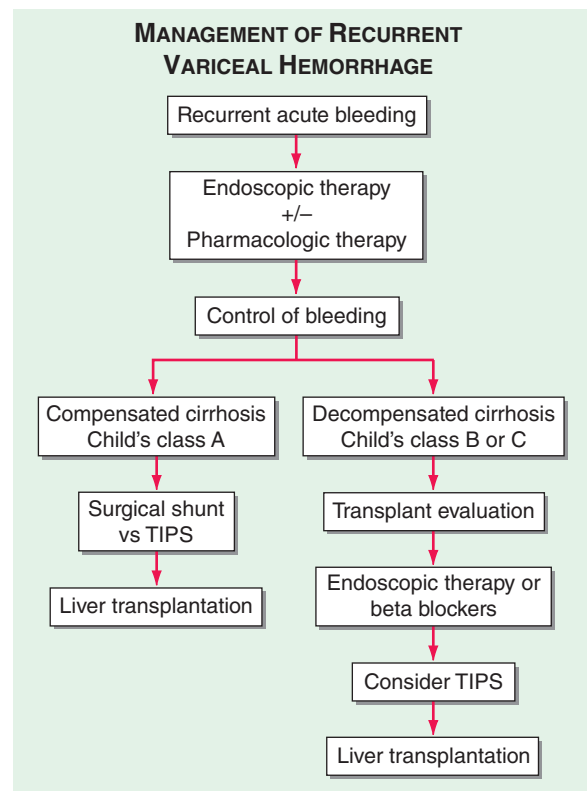 MANAGEMENT OF RECURRENT
VARICEAL HEMORRHAGE
Recurrent acute bleeding
Endoscopic therapy
+/–
Pharmacologic therapy
Control of bleeding
Compensated cirrhosis
Child's class A
Surgical shunt
vs TIPS
Liver transplantation
Decompensated cirrhosis
Child's class B or C
Transplant evaluation
Endoscopic therapy or
beta blockers
Consider TIPS
Liver transplantation